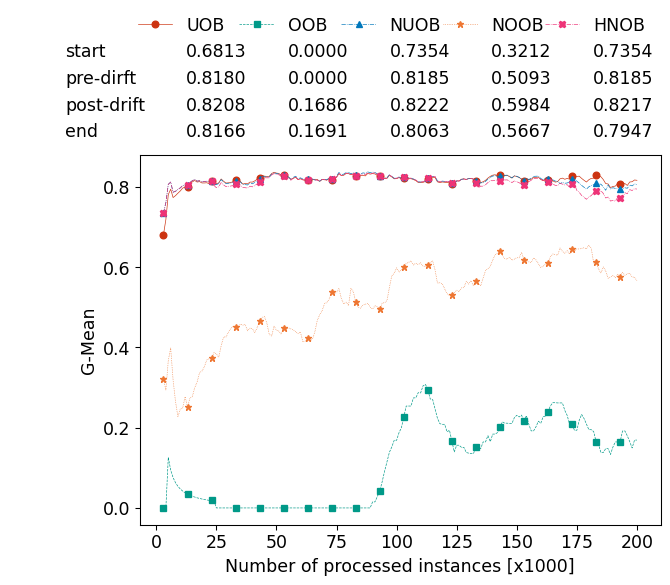 UOB OOB NUOB NOOB HNOB
start 0.6813 0.0000 0.7354 0.3212 0.7354
pre-dirft 0.8180 0.0000 0.8185 0.5093 0.8185
post-drift 0.8208 0.1686 0.8222 0.5984 0.8217
end 0.8166 0.1691 0.8063 0.5667 0.7947
0.8
0.6
0.4
0.2
0.0
G-Mean
0 25 50 75 100 125 150 175 200
Number of processed instances [x1000]